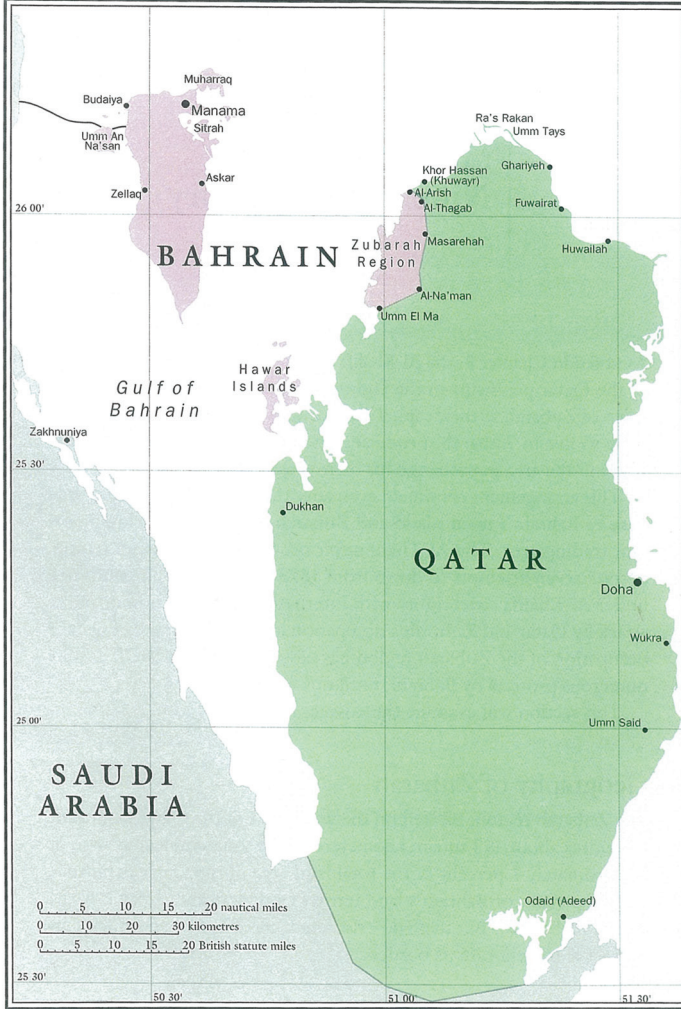 Muharraq
Budaiya
Manama
Umm An
Na'san
Sitrah
Zellaq
Askar
Ra's Rakan
Umm Tays
Khor Hassan
(Khuwayr)
Ghariyeh
Al-Arish
Al-Thagab
Fuwairat
26 00'
BAHRAIN
Zubarah
Region
Masarehah
Huwailah
Al-Na'man
Umm El Ma
Hawar
Islands
Gulf of
Bahrain
Zakhnuniya
25 30'
Dukhan
QATAR
Doha
Wukra
25 00'
Umm Said
SAUDI
ARABIA
Odaid (Adeed)
0 5 10 15 20 nautical miles
0 10 20 30 kilometres
0 5 10 15 20 British statute miles
25 30'
50 30'
51 00'
51 30'